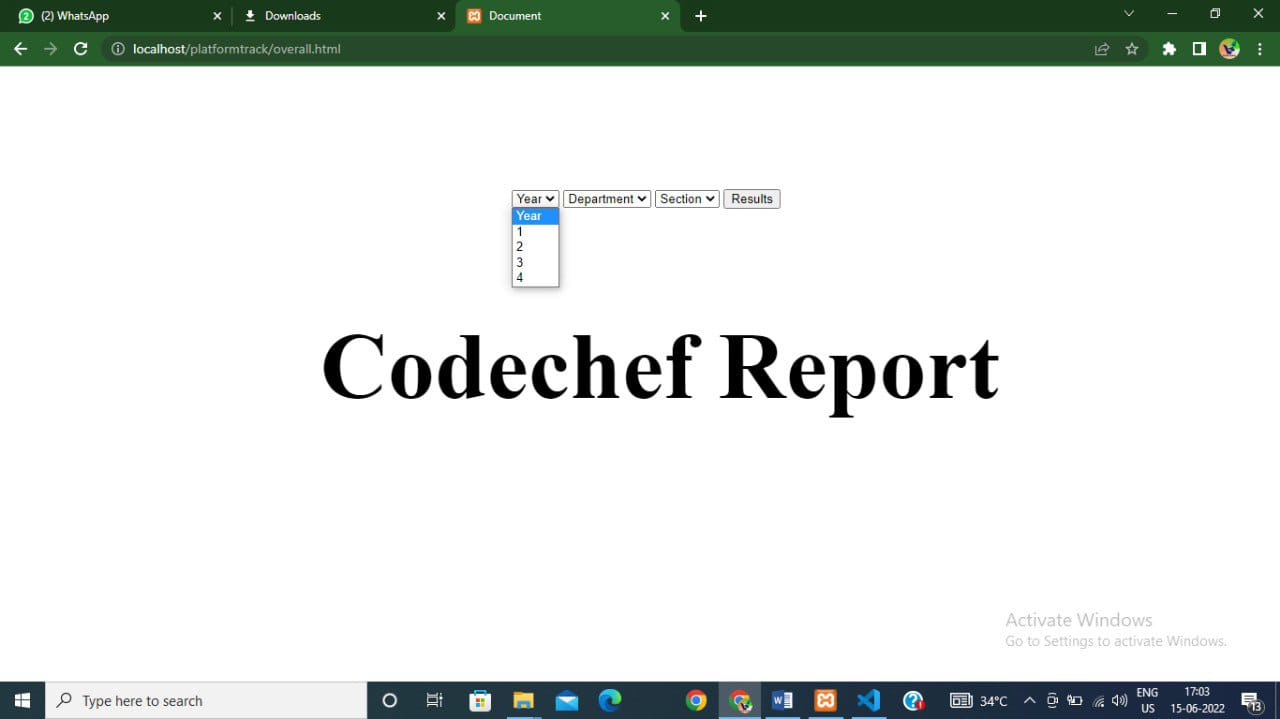 (2) WhatsApp
Downloads
Document
localhost/platformtrack/overall.html
Year Department Section Results
Year
1
2
3
4
Codechef Report
Activate Windows
Go to Settings to activate Windows.
Type here to search
34°C
ENG
US
17:03
15-06-2022
13